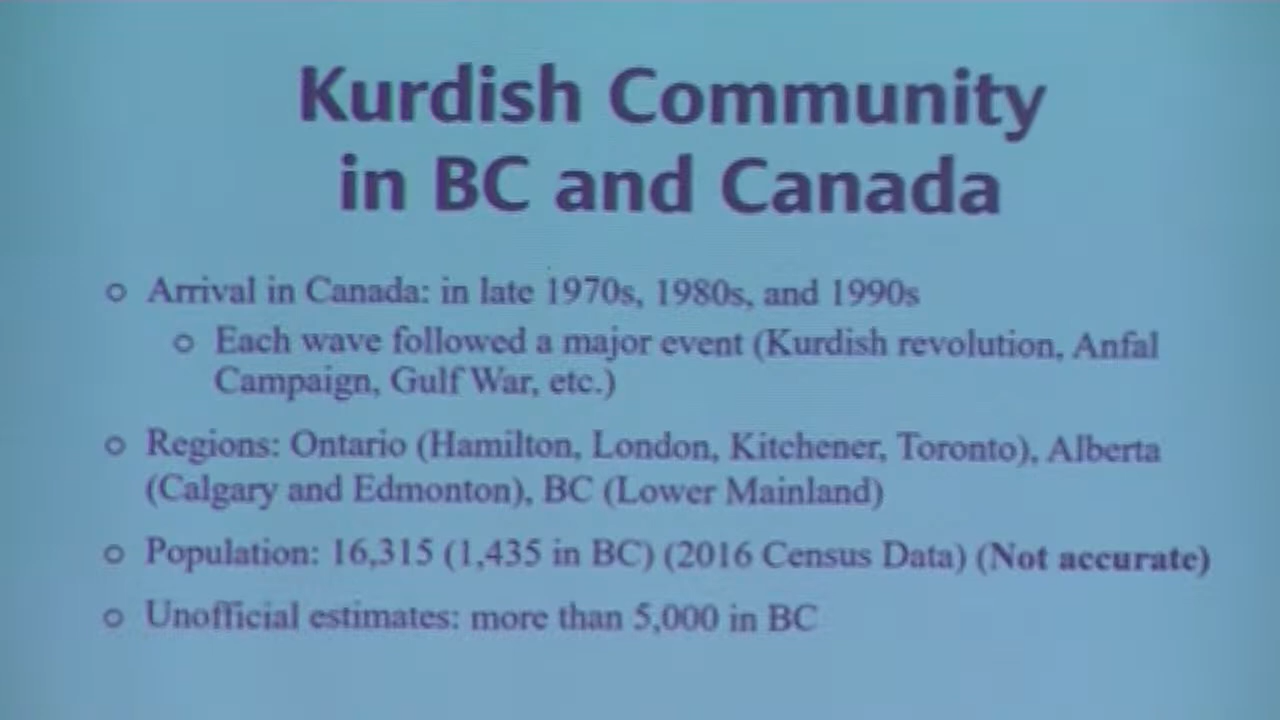 Kurdish Community
in BC and Canada
o Arrival in Canada: in late 1970s, 1980s, and 1990s
o Each wave followed a major event (Kurdish revolution, Anfal
Campaign, Gulf War, etc.)
o Regions: Ontario (Hamilton, London, Kitchener, Toronto), Alberta
(Calgary and Edmonton), BC (Lower Mainland)
o Population: 16,315 (1,435 in BC) (2016 Census Data) (Not accurate)
o Unofficial estimates: more than 5,000 in BC